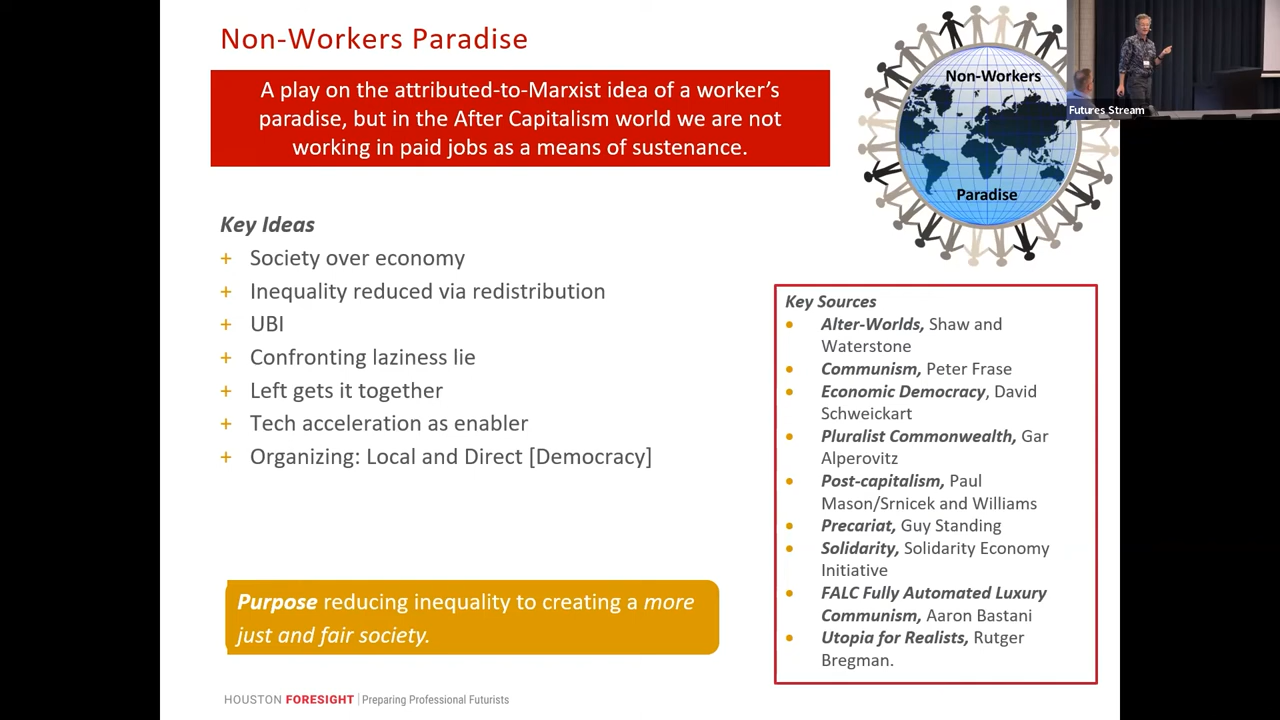 Non-Workers Paradise
A play on the attributed-to-Marxist idea of a worker's
paradise, but in the After Capitalism world we are not
working in paid jobs as a means of sustenance.
Non-Workers
Paradise
Futures Stream
Key Ideas
+ Society over economy
+ Inequality reduced via redistribution
+ UBI
+ Confronting laziness lie
+ Left gets it together
+ Tech acceleration as enabler
+ Organizing: Local and Direct [Democracy]
Key Sources
• Alter-Worlds, Shaw and
Waterstone
• Communism, Peter Frase
• Economic Democracy, David
Schweickart
• Pluralist Commonwealth, Gar
Alperovitz
• Post-capitalism, Paul
Mason/Srnicek and Williams
• Precariat, Guy Standing
• Solidarity, Solidarity Economy
Initiative
• FALC Fully Automated Luxury
Communism, Aaron Bastani
• Utopia for Realists, Rutger
Bregman.
Purpose reducing inequality to creating a more
just and fair society.
HOUSTON FORESIGHT | Preparing Professional Futurists